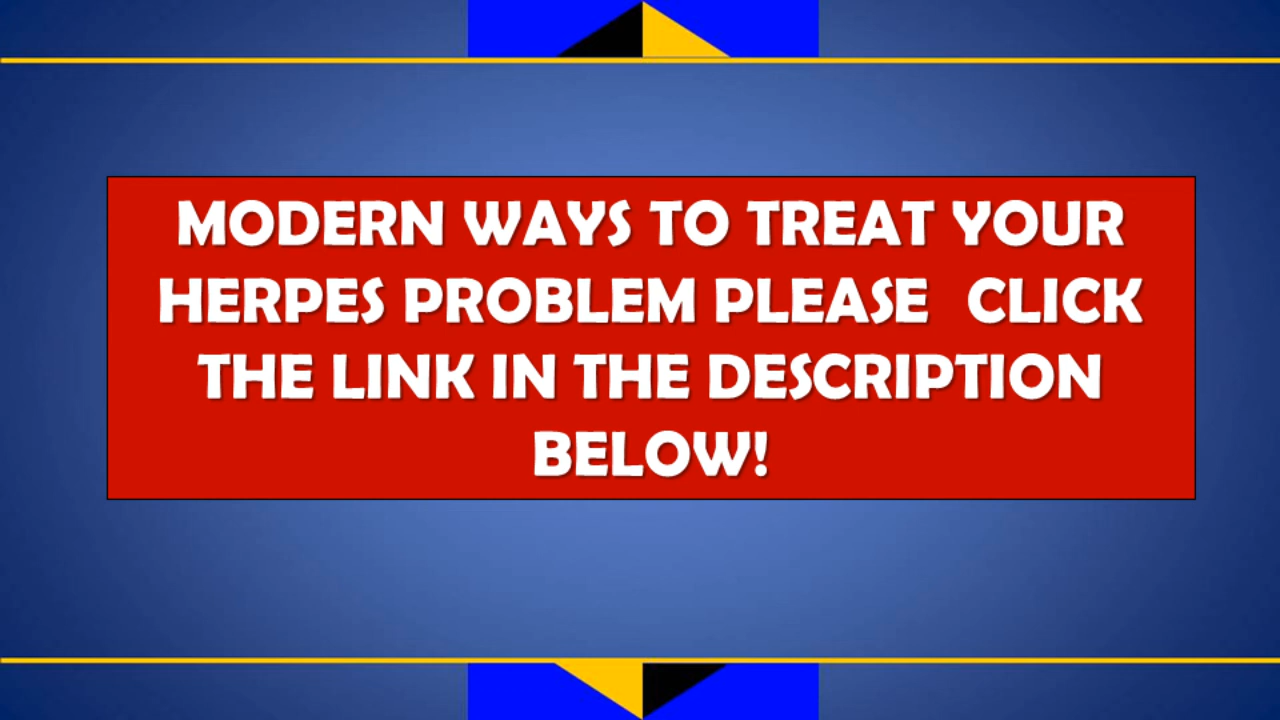 MODERN WAYS TO TREAT YOUR
HERPES PROBLEM PLEASE CLICK
THE LINK IN THE DESCRIPTION
BELOW!